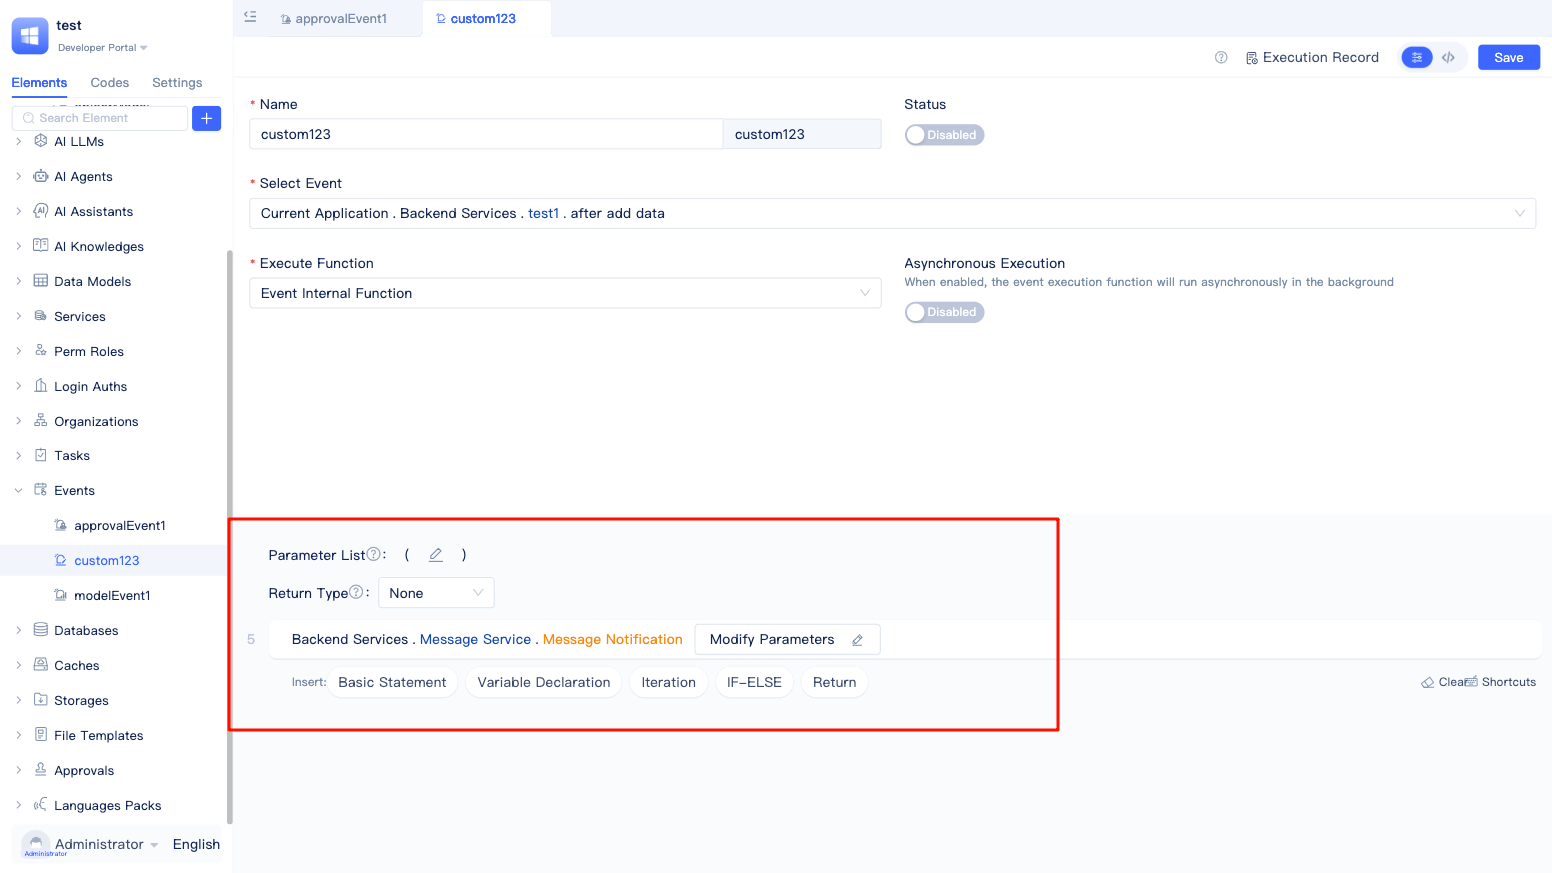 test
Developer Portal
Elements Codes Settings
Search Element
AI LLMs
AI Agents
AI Assistants
AI Knowledges
Data Models
Services
Perm Roles
Login Auths
Organizations
Tasks
Events
approvalEvent1
custom123
modelEvent1
Databases
Caches
Storages
File Templates
Approvals
Languages Packs
Administrator English
Administrator
approvalEvent1 custom123
Execution Record Save
* Name
custom123 custom123
Status
Disabled
* Select Event
Current Application . Backend Services . test1 . after add data
* Execute Function
Event Internal Function
Asynchronous Execution
When enabled, the event execution function will run asynchronously in the background
Disabled
Parameter List : ( )
Return Type : None
5 Backend Services . Message Service . Message Notification Modify Parameters
Insert: Basic Statement Variable Declaration Iteration IF-ELSE Return
Clear Shortcuts